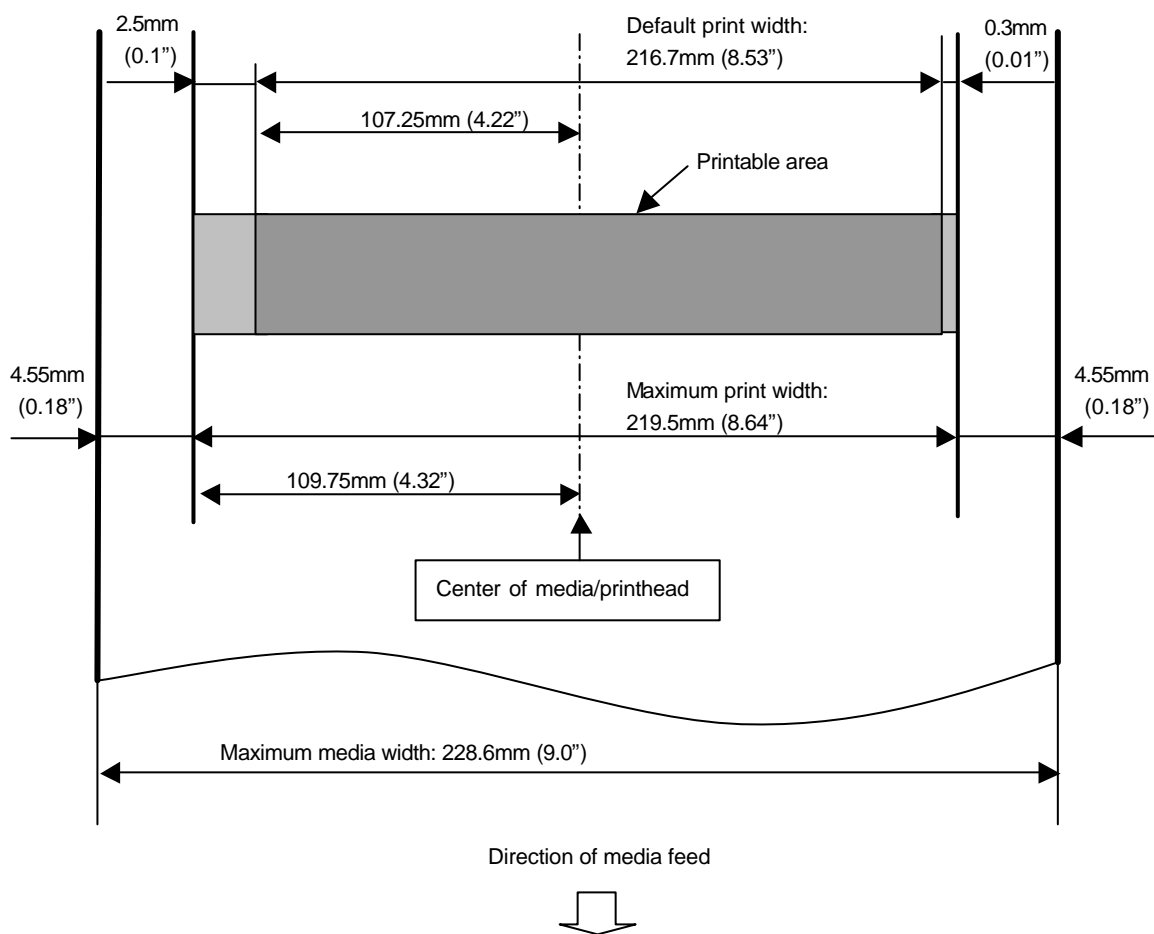 2.5mm
(0.1”)
Default print width:
216.7mm (8.53”)
0.3mm
(0.01”)
107.25mm (4.22”)
Printable area
4.55mm
(0.18”)
Maximum print width:
219.5mm (8.64”)
4.55mm
(0.18”)
109.75mm (4.32”)
Center of media/printhead
Maximum media width: 228.6mm (9.0”)
Direction of media feed